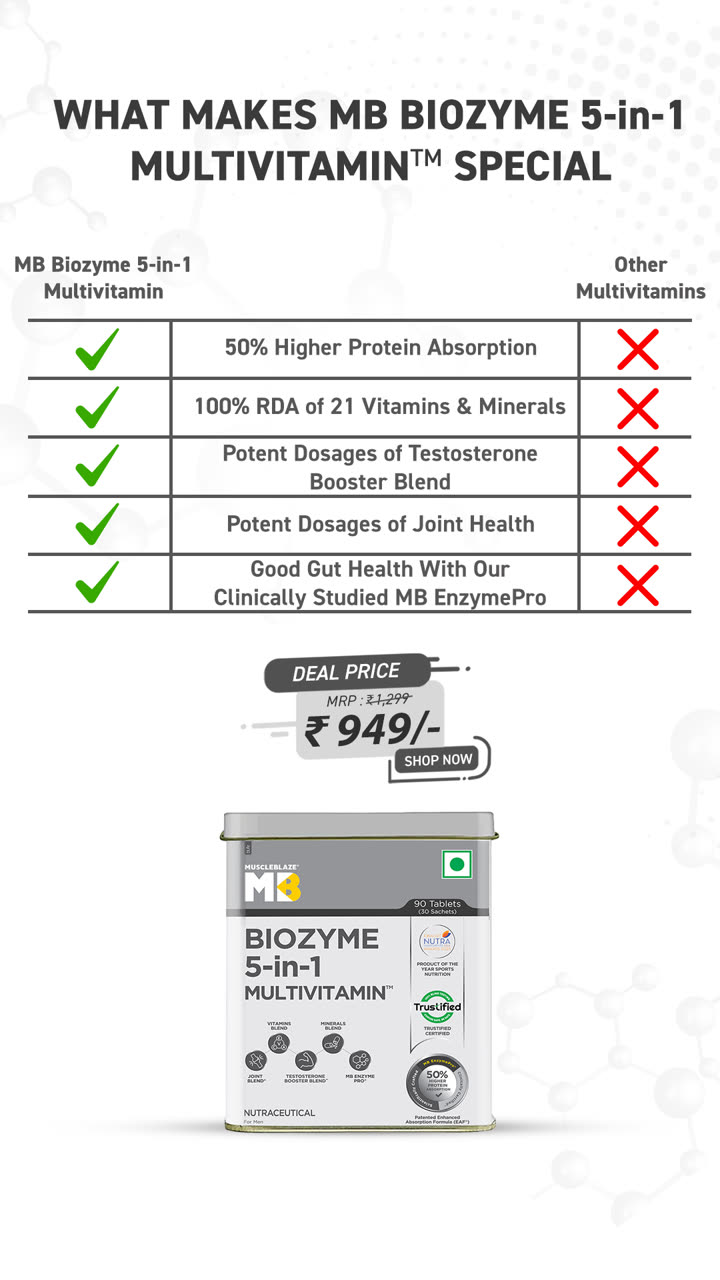 WHAT MAKES MB BIOZYME 5-in-1
MULTIVITAMIN™ SPECIAL
MB Biozyme 5-in-1
Multivitamin
Other
Multivitamins
50% Higher Protein Absorption
100% RDA of 21 Vitamins & Minerals
Potent Dosages of Testosterone
Booster Blend
Potent Dosages of Joint Health
Good Gut Health With Our
Clinically Studied MB EnzymePro
DEAL PRICE
MRP : ₹1,299
₹ 949/-
SHOP NOW
MUSCLEBLAZE®
MB
90 Tablets
(30 Sachets)
BIOZYME
5-in-1
MULTIVITAMIN™
NUTRA
PRODUCT OF THE
YEAR SPORTS
NUTRITION
Trustified
TRUSTIFIED
CERTIFIED
VITAMINS
BLEND
MINERALS
BLEND
JOINT
BLEND
TESTOSTERONE
BOOSTER BLEND
MB ENZYME
PRO
50%
HIGHER
PROTEIN
ABSORPTION
Patented Enhanced
Absorption Formula (EAF™)
NUTRACEUTICAL
For Men